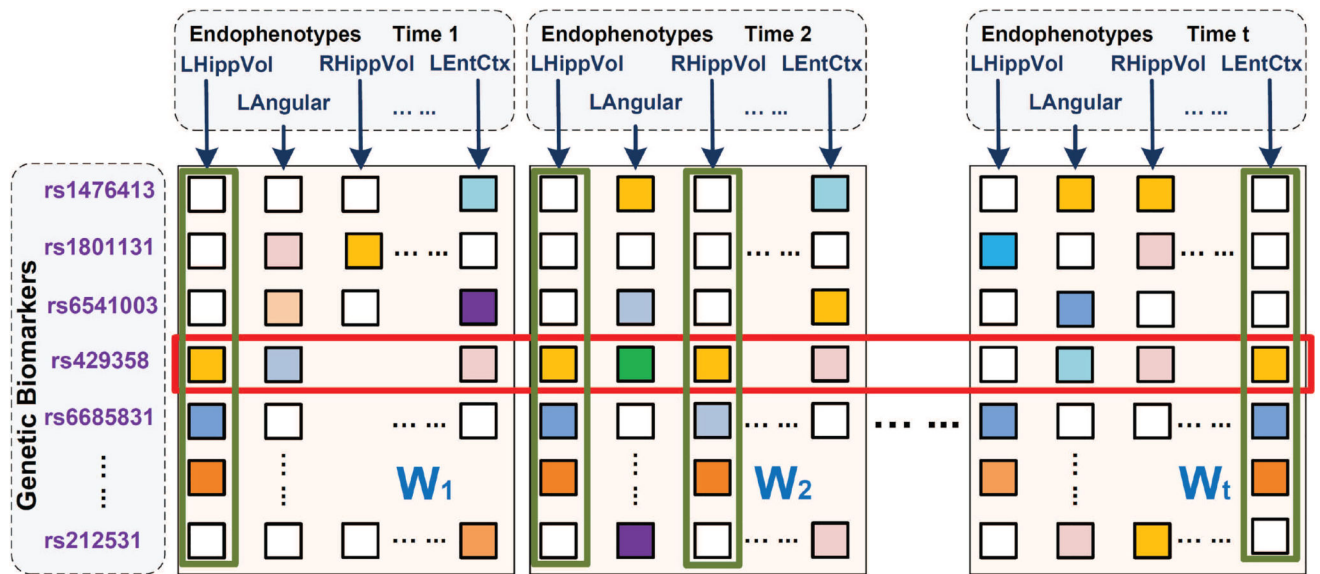 Endophenotypes Time 1
LHippVol RHippVol LEntCtx
LAngular ... ...
Endophenotypes Time 2
LHippVol RHippVol LEntCtx
LAngular ... ...
Endophenotypes Time t
LHippVol RHippVol LEntCtx
LAngular ... ...
Genetic Biomarkers
rs1476413
rs1801131
rs6541003
rs429358
rs6685831
rs212531
W1
W2
Wt